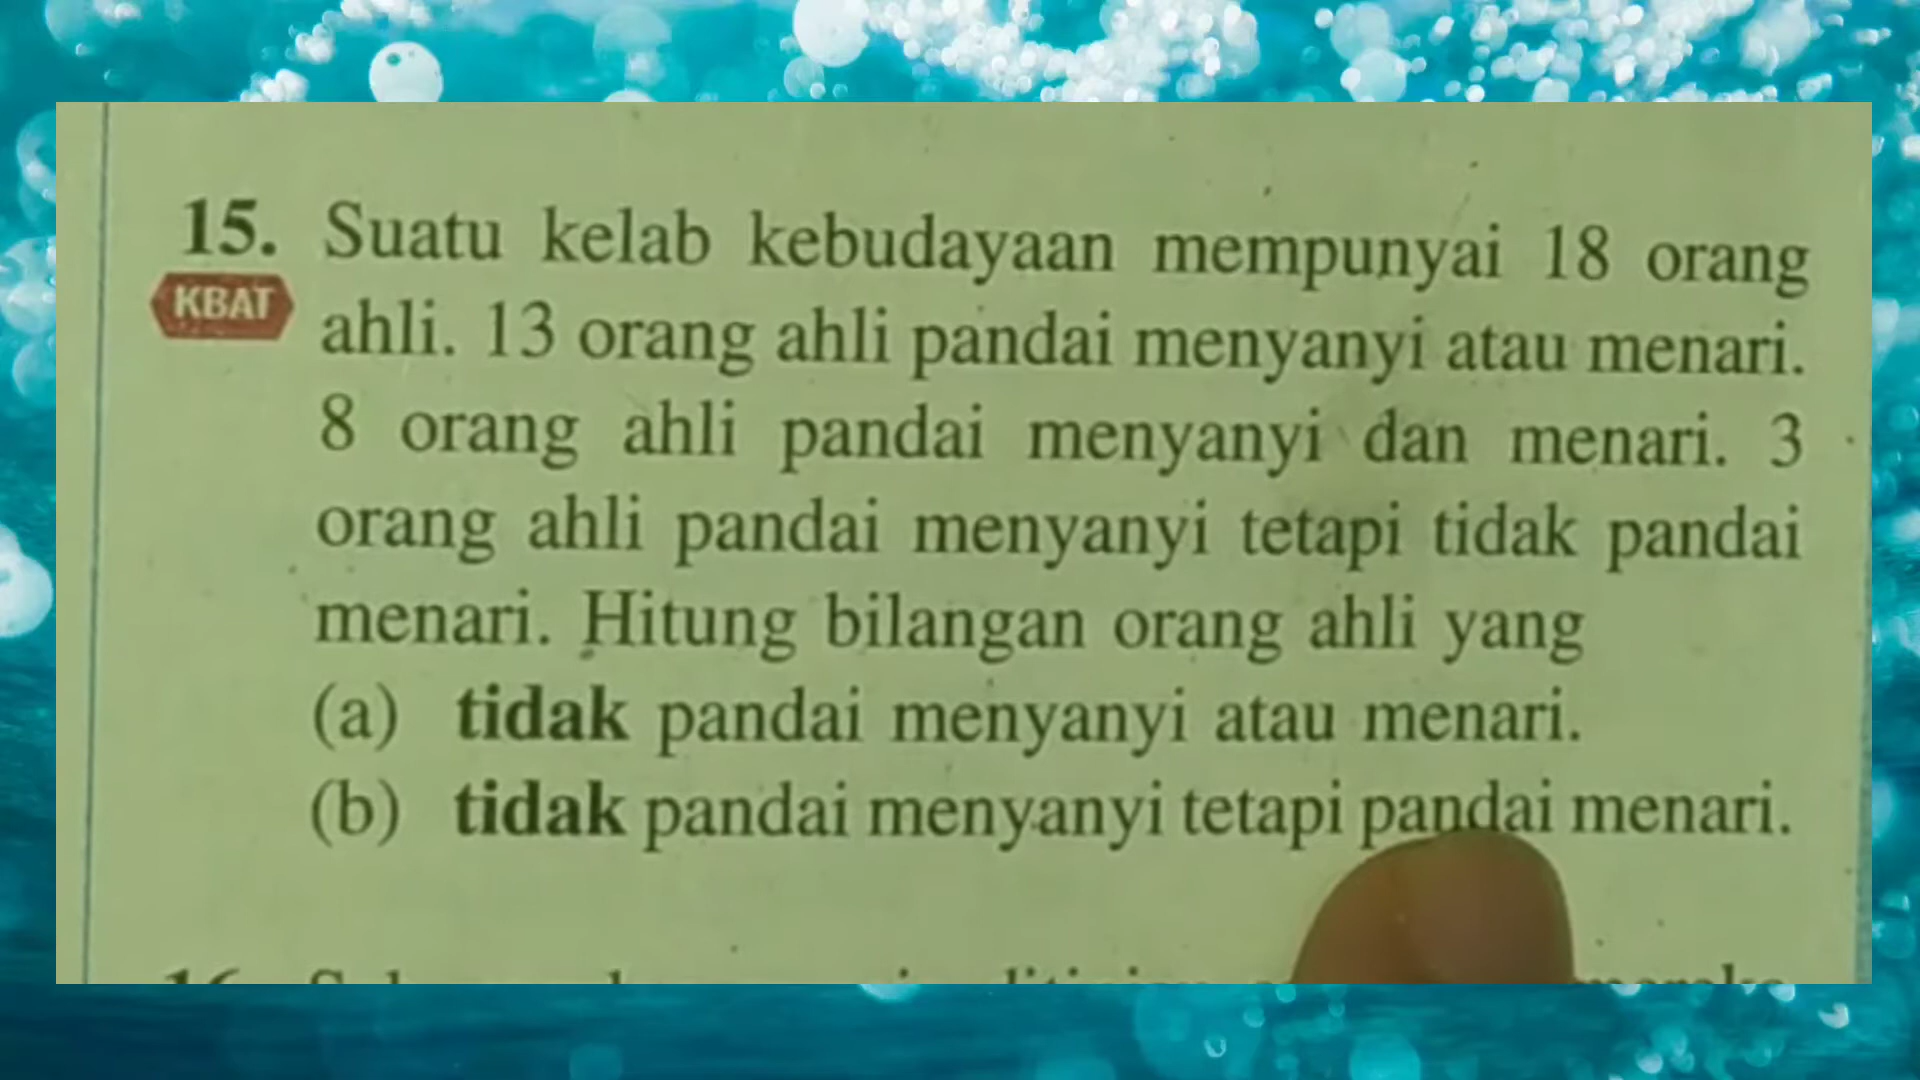 15. Suatu kelab kebudayaan mempunyai 18 orang
KBAT
ahli. 13 orang ahli pandai menyanyi atau menari.
8 orang ahli pandai menyanyi dan menari. 3
orang ahli pandai menyanyi tetapi tidak pandai
menari. Hitung bilangan orang ahli yang
(a) tidak pandai menyanyi atau menari.
(b) tidak pandai menyanyi tetapi pandai menari.